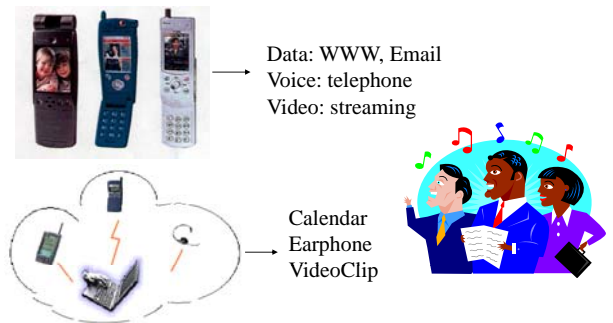 Data: WWW, Email
Voice: telephone
Video: streaming
Calendar
Earphone
VideoClip